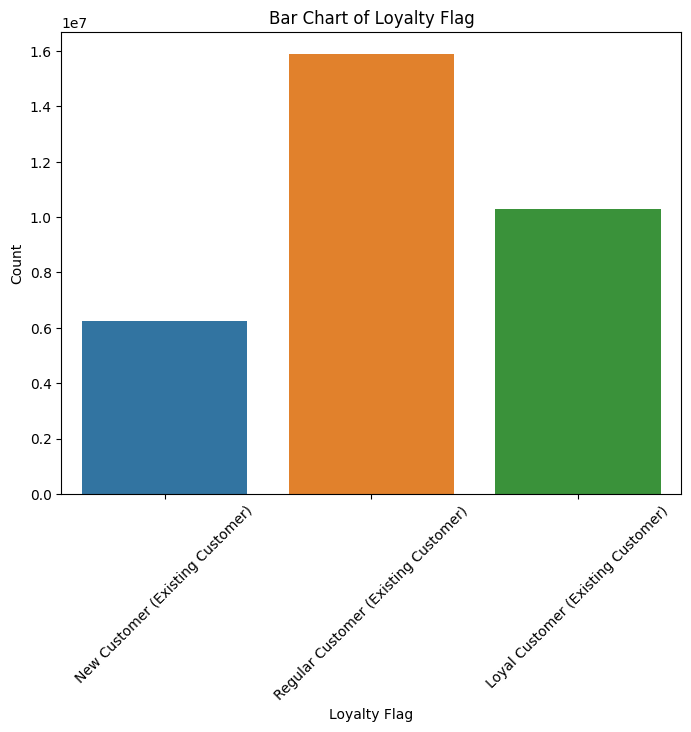 Bar Chart of Loyalty Flag
1e7
1.6
1.4
1.2
1.0
0.8
0.6
0.4
0.2
0.0
Count
New Customer (Existing Customer)
Regular Customer (Existing Customer)
Loyal Customer (Existing Customer)
Loyalty Flag